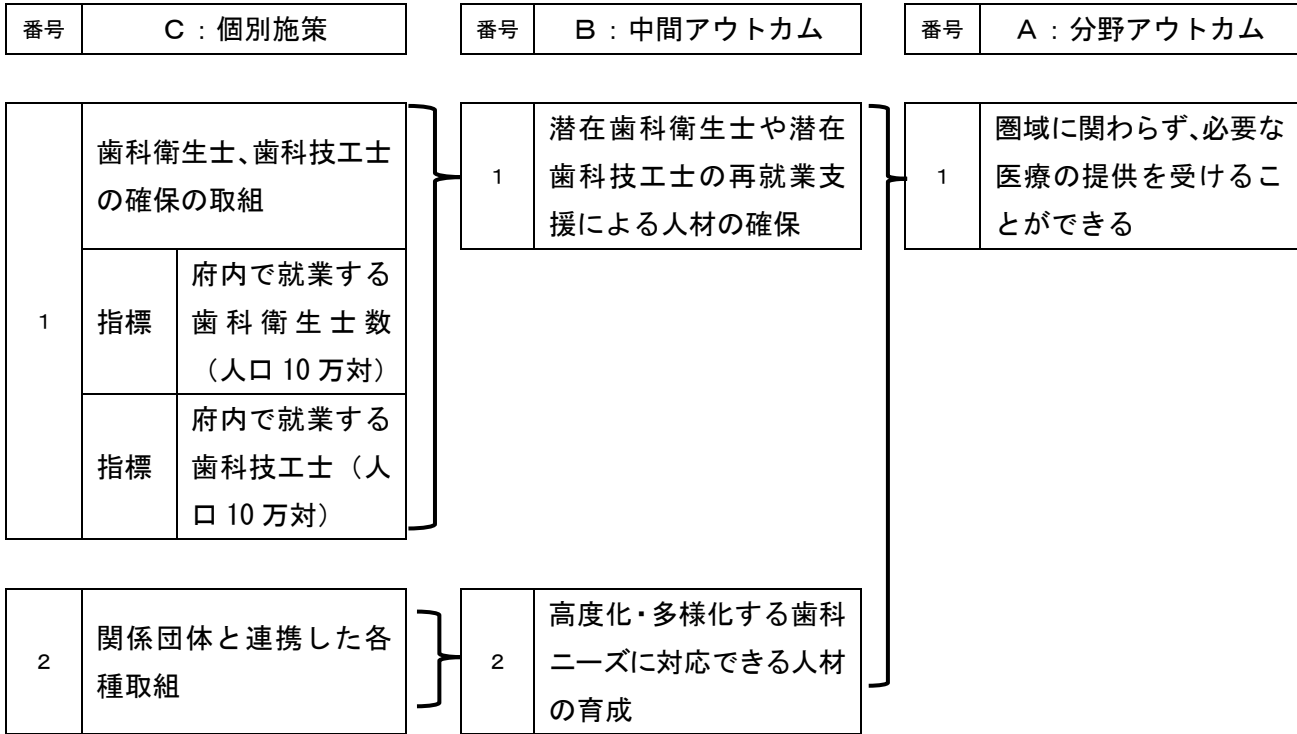 番号 C：個別施策 番号 B：中間アウトカム 番号 A：分野アウトカム
1
歯科衛生士、歯科技工士
の確保の取組
指標
府内で就業する
歯科衛生士数
（人口 10 万対）
指標
府内で就業する
歯科技工士（人
口 10 万対）
1
潜在歯科衛生士や潜在
歯科技工士の再就業支
援による人材の確保
1
圏域に関わらず、必要な
医療の提供を受けるこ
とができる
2
関係団体と連携した各
種取組
2
高度化・多様化する歯科
ニーズに対応できる人材
の育成